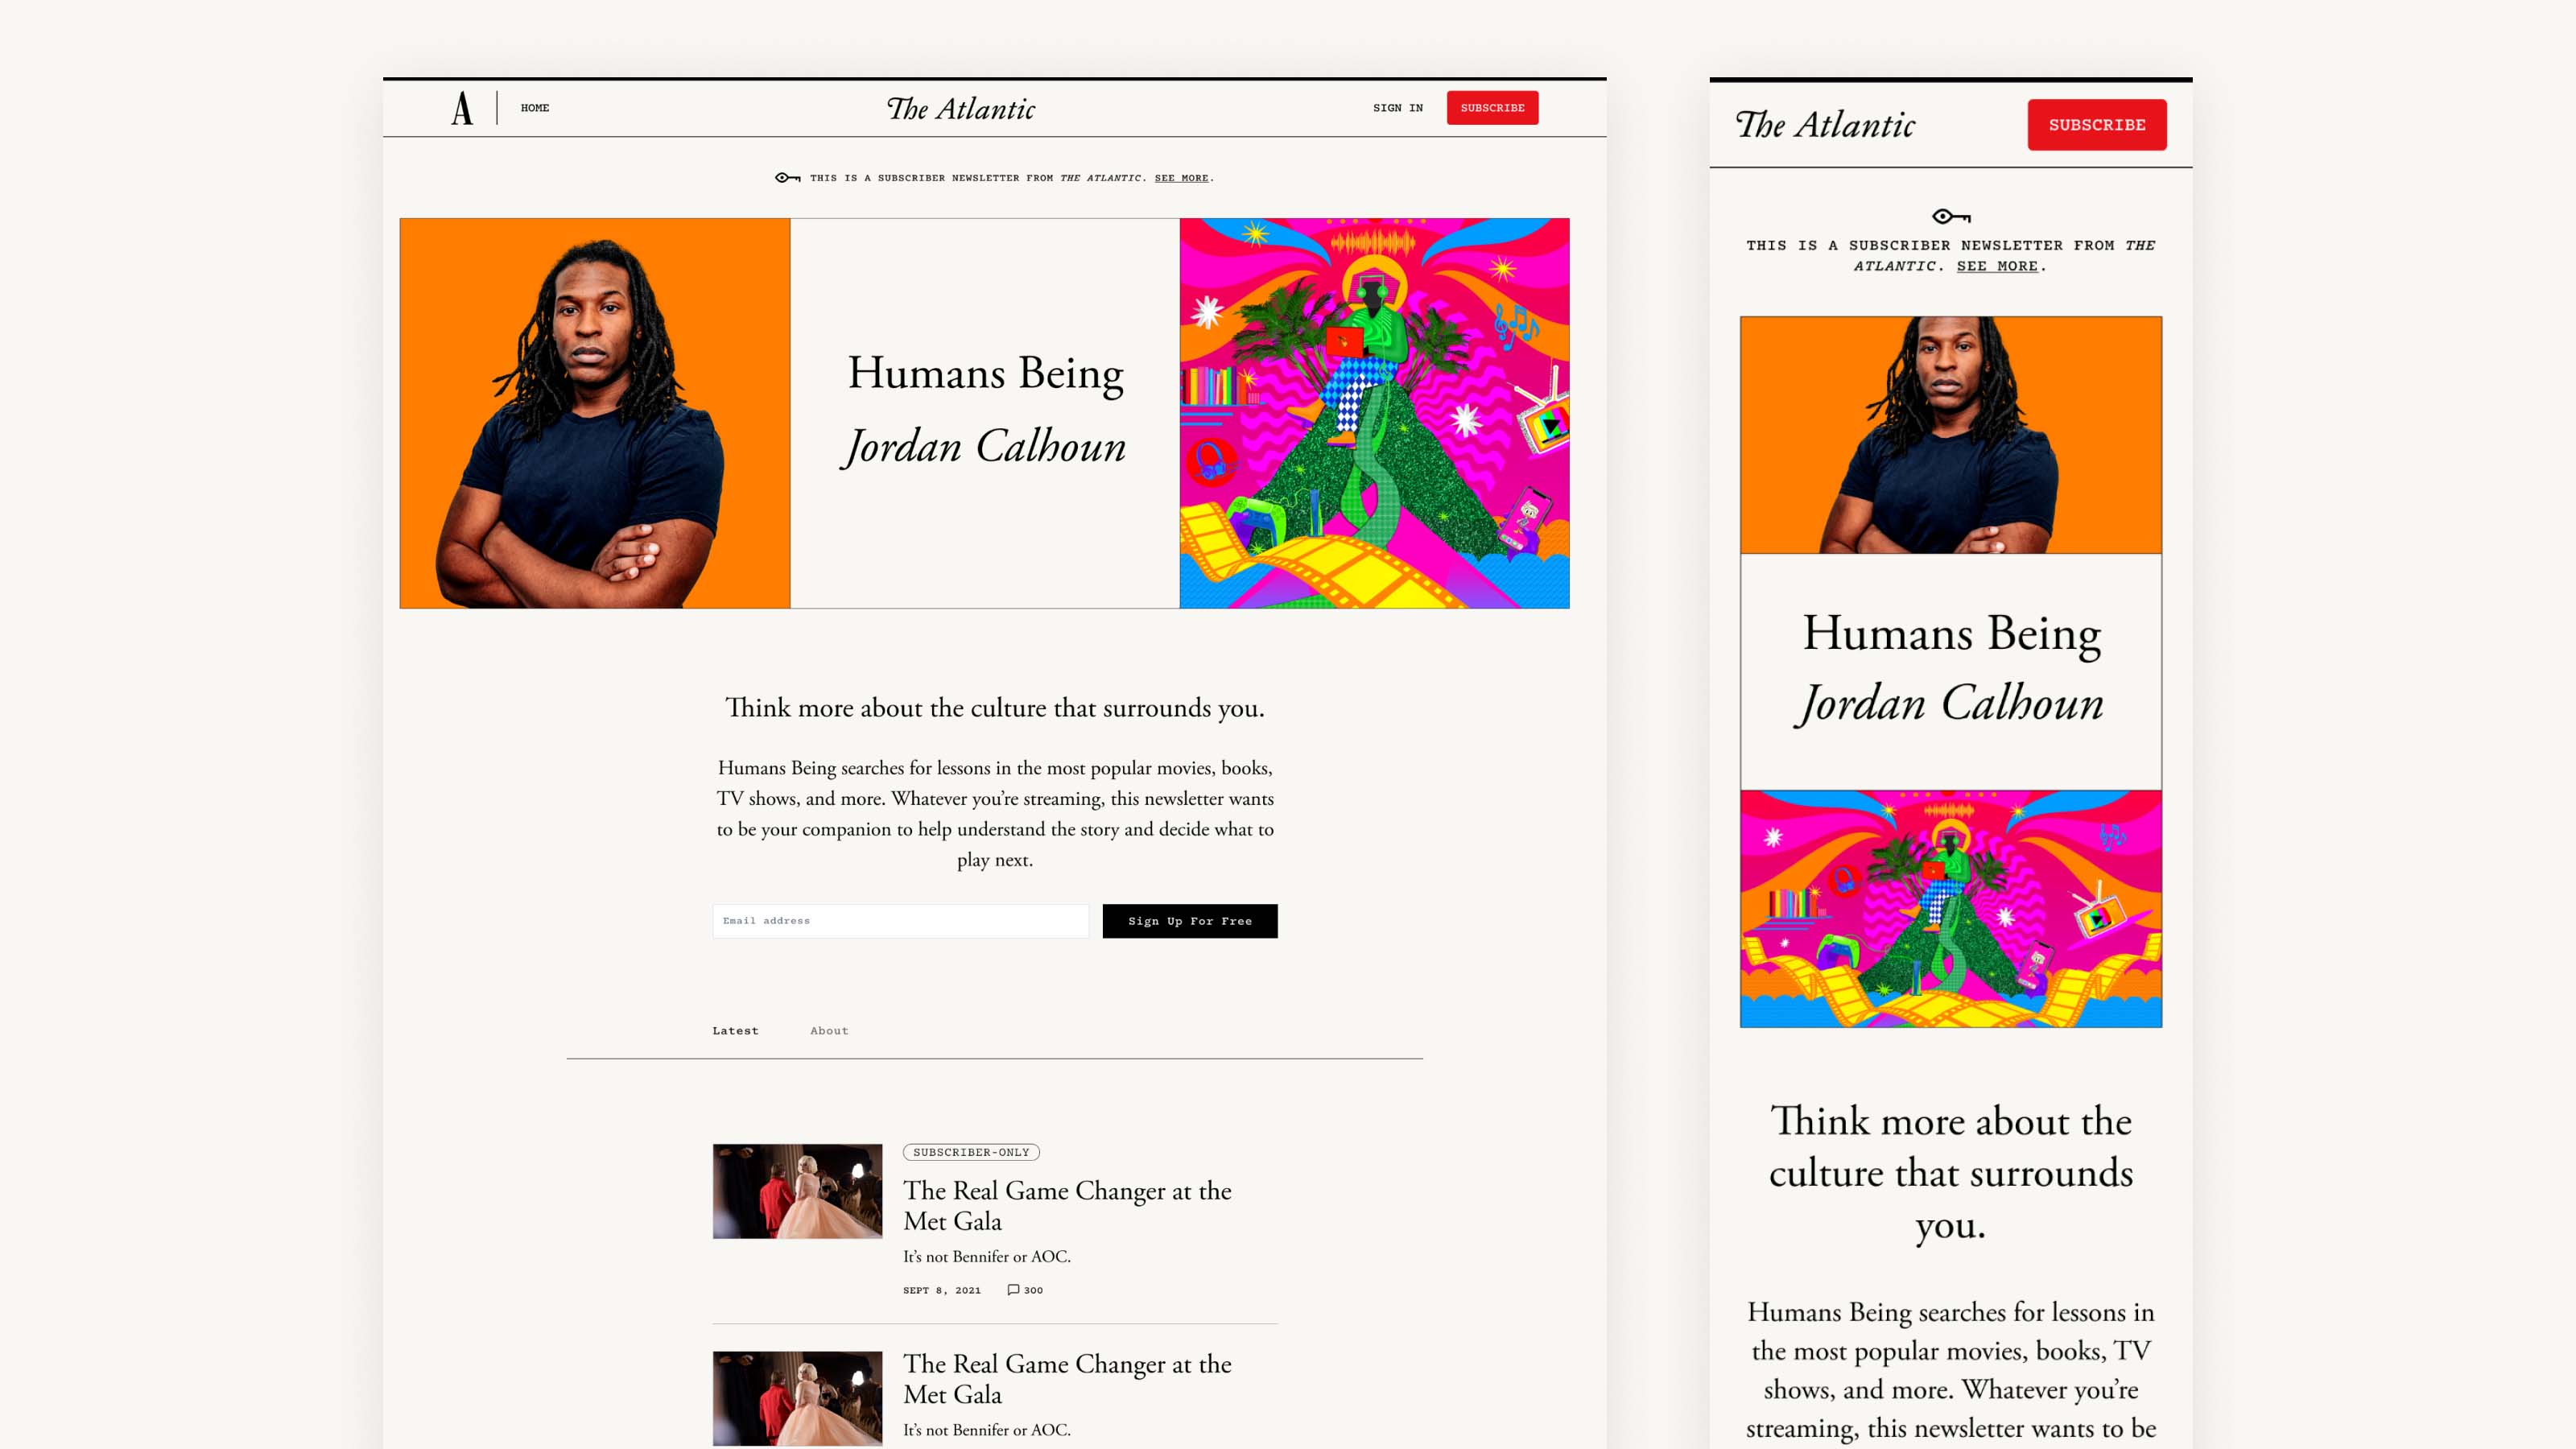 A
HOME
The Atlantic
SIGN IN
SUBSCRIBE
THIS IS A SUBSCRIBER NEWSLETTER FROM THE ATLANTIC. SEE MORE.
Humans Being
Jordan Calhoun
Think more about the culture that surrounds you.
Humans Being searches for lessons in the most popular movies, books,
TV shows, and more. Whatever you’re streaming, this newsletter wants
to be your companion to help understand the story and decide what to
play next.
Email address
Sign Up For Free
Latest
About
SUBSCRIBER-ONLY
The Real Game Changer at the
Met Gala
It’s not Bennifer or AOC.
SEPT 8, 2021
300
The Real Game Changer at the
Met Gala
It’s not Bennifer or AOC.
The Atlantic
SUBSCRIBE
THIS IS A SUBSCRIBER NEWSLETTER FROM THE
ATLANTIC. SEE MORE.
Humans Being
Jordan Calhoun
Think more about the
culture that surrounds
you.
Humans Being searches for lessons in
the most popular movies, books, TV
shows, and more. Whatever you’re
streaming, this newsletter wants to be